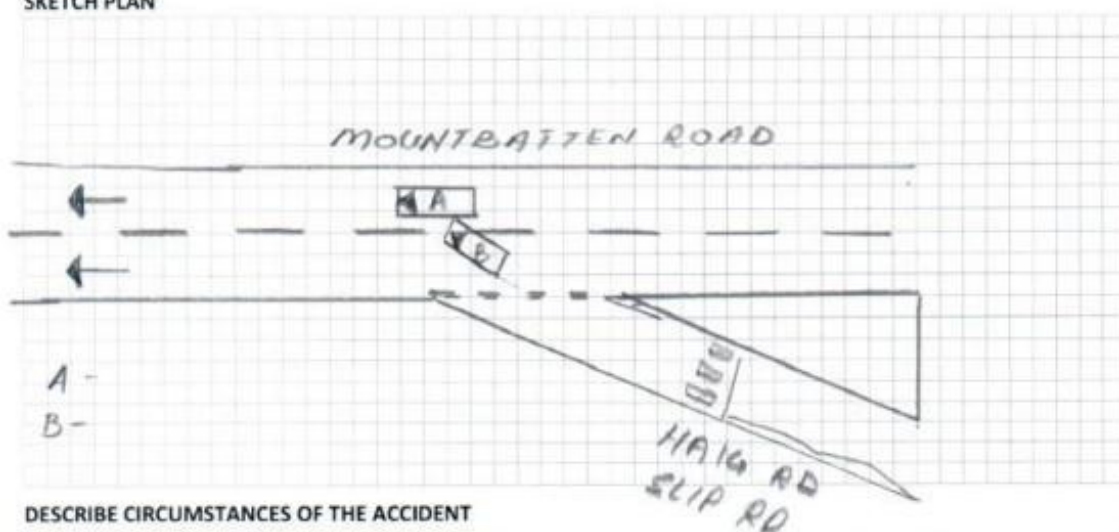 SKETCH PLAN
MOUNTBATTEN ROAD
A
B
A -
B -
HAIG RD
SLIP RD
DESCRIBE CIRCUMSTANCES OF THE ACCIDENT